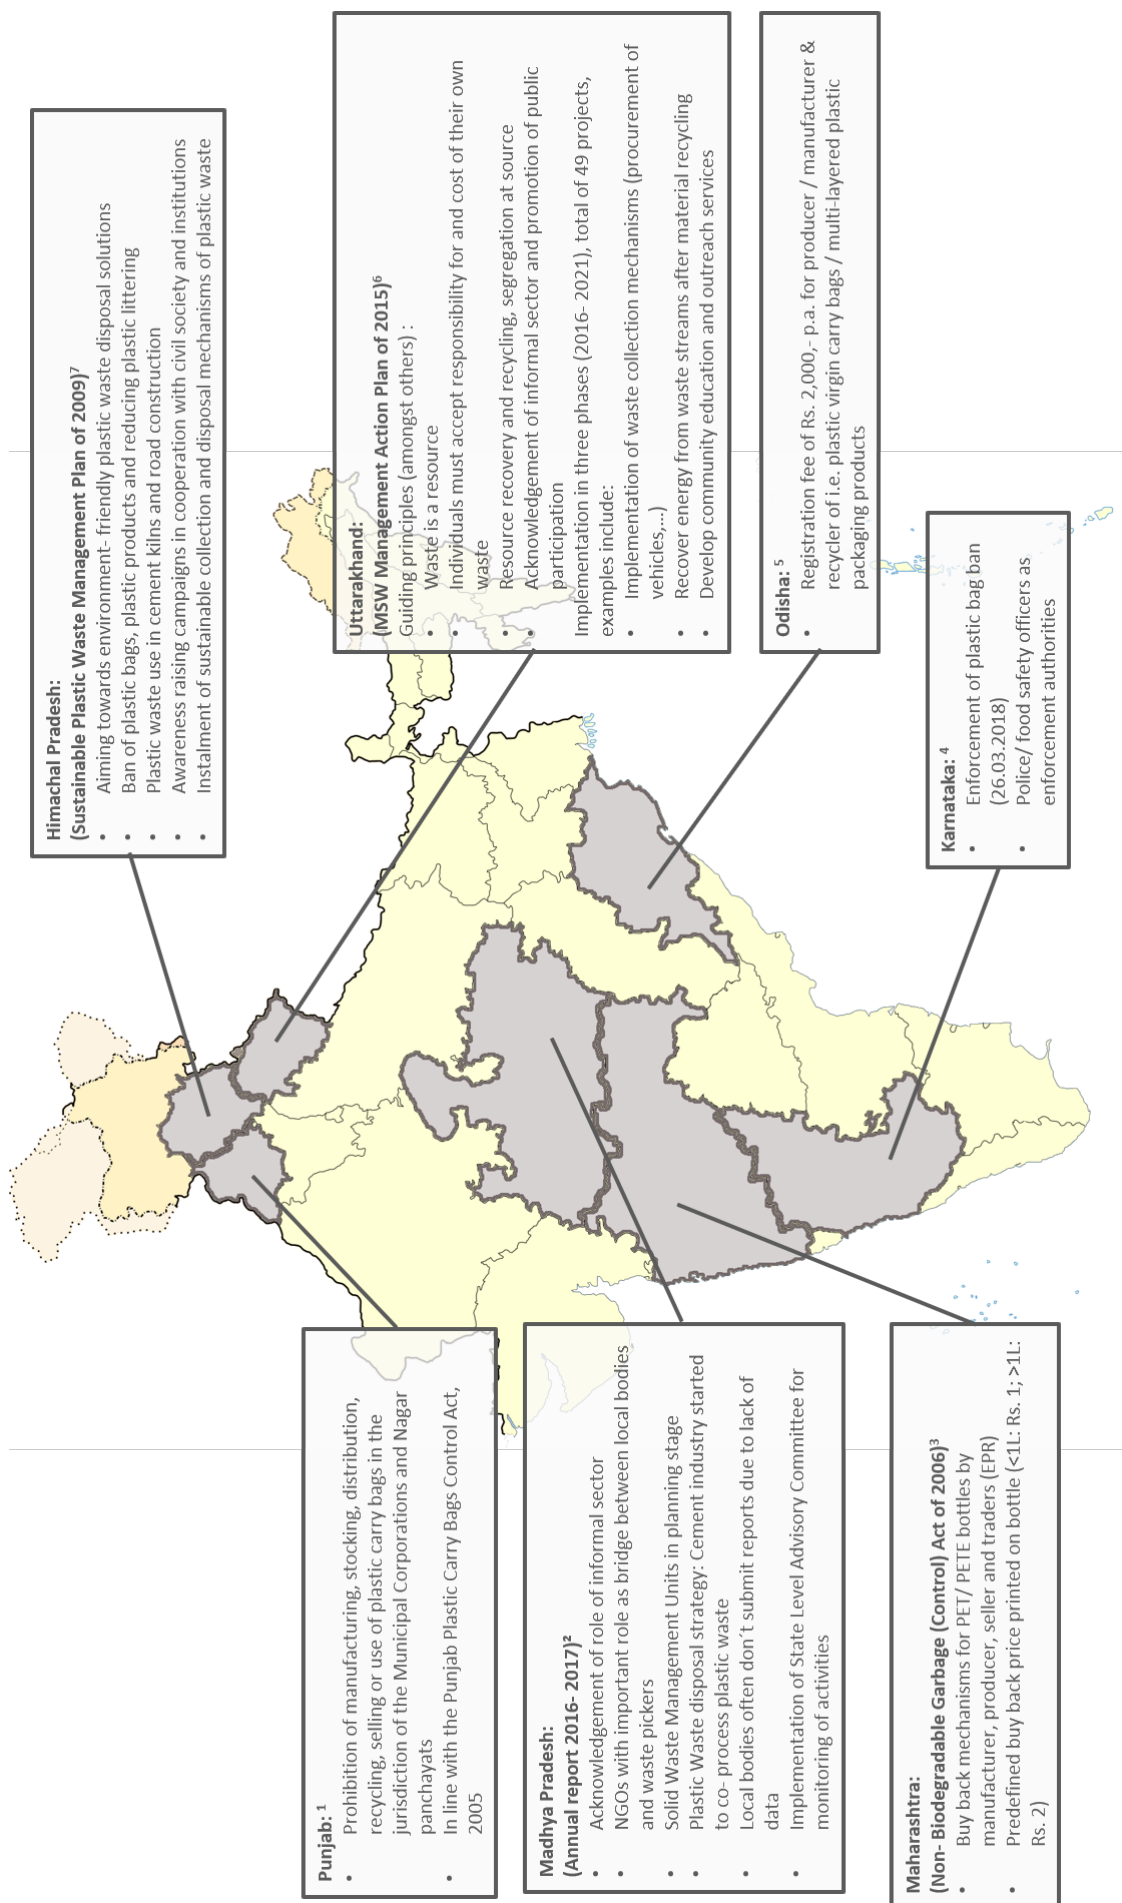 Himachal Pradesh:
(Sustainable Plastic Waste Management Plan of 2009)⁷
• Aiming towards environment- friendly plastic waste disposal solutions
• Ban of plastic bags, plastic products and reducing plastic littering
• Plastic waste use in cement kilns and road construction
• Awareness raising campaigns in cooperation with civil society and institutions
• Instalment of sustainable collection and disposal mechanisms of plastic waste
Uttarakhand:
(MSW Management Action Plan of 2015)⁶
Guiding principles (amongst others) :
• Waste is a resource
• Individuals must accept responsibility for and cost of their own
waste
• Resource recovery and recycling, segregation at source
• Acknowledgement of informal sector and promotion of public
participation
Implementation in three phases (2016- 2021), total of 49 projects,
examples include:
• Implementation of waste collection mechanisms (procurement of
vehicles,...)
• Recover energy from waste streams after material recycling
• Develop community education and outreach services
Odisha: ⁵
• Registration fee of Rs. 2,000,- p.a. for producer / manufacturer &
recycler of i.e. plastic virgin carry bags / multi-layered plastic
packaging products
Karnataka: ⁴
• Enforcement of plastic bag ban
(26.03.2018)
• Police/ food safety officers as
enforcement authorities
Punjab: ¹
• Prohibition of manufacturing, stocking, distribution,
recycling, selling or use of plastic carry bags in the
jurisdiction of the Municipal Corporations and Nagar
panchayats
• In line with the Punjab Plastic Carry Bags Control Act,
2005
Madhya Pradesh:
(Annual report 2016- 2017)²
• Acknowledgement of role of informal sector
• NGOs with important role as bridge between local bodies
and waste pickers
• Solid Waste Management Units in planning stage
• Plastic Waste disposal strategy: Cement industry started
to co- process plastic waste
• Local bodies often don´t submit reports due to lack of
data
• Implementation of State Level Advisory Committee for
monitoring of activities
Maharashtra:
(Non- Biodegradable Garbage (Control) Act of 2006)³
• Buy back mechanisms for PET/ PETE bottles by
manufacturer, producer, seller and traders (EPR)
• Predefined buy back price printed on bottle (<1L: Rs. 1; >1L:
Rs. 2)